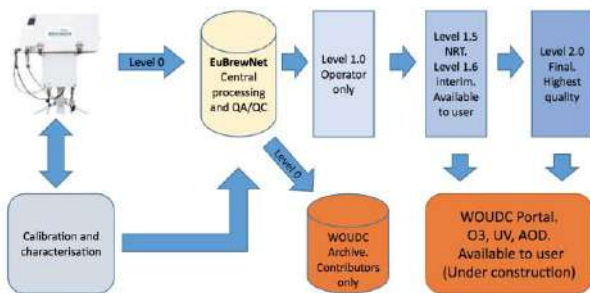 Level 0
EuBrewNet
Central
processing
and QA/QC
Level 1.0
Operator
only
Level 1.5
NRT.
Level 1.6
interim.
Available
to user
Level 2.0
Final.
Highest
quality
Level 0
Calibration and
characterisation
WOUDC
Archive.
Contributors
only
WOUDC Portal.
O3, UV, AOD.
Available to user
(Under construction)